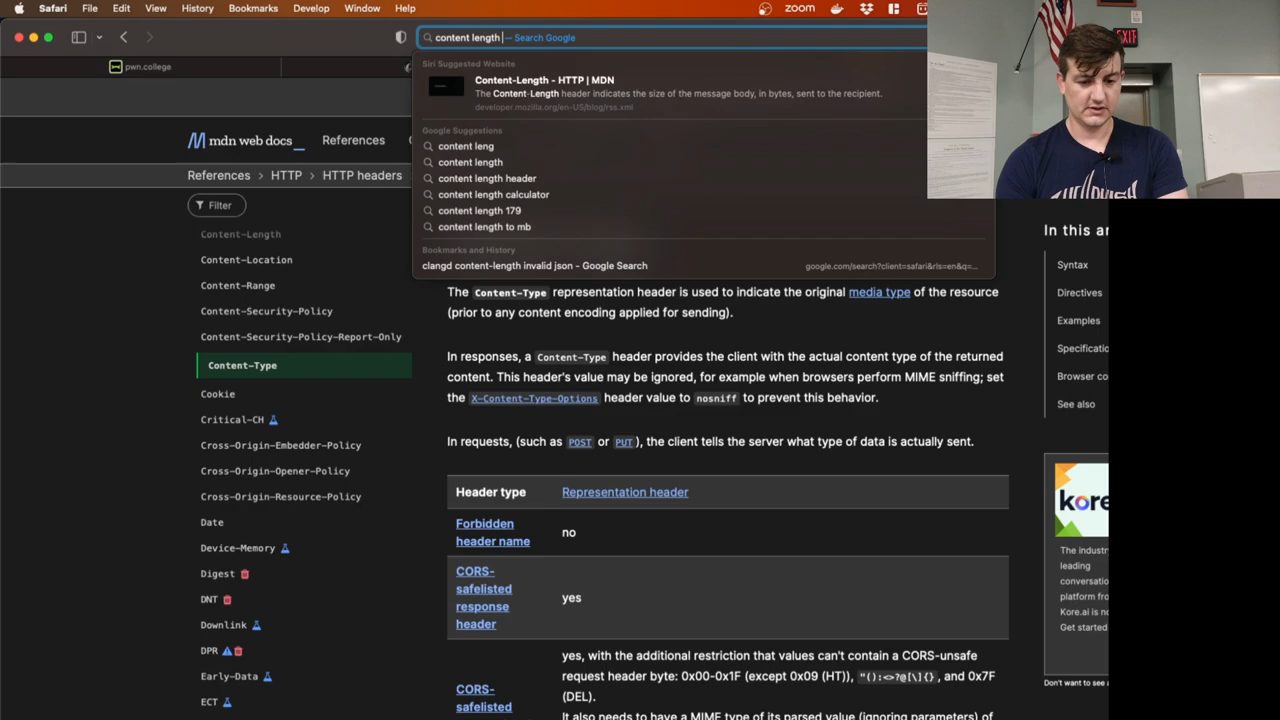 Safari File Edit View History Bookmarks Develop Window Help
zoom
content length — Search Google
pwn.college
EXIT
Siri Suggested Website
Content-Length - HTTP | MDN
The Content-Length header indicates the size of the message body, in bytes, sent to the recipient.
developer.mozilla.org/en-US/blog/rss.xml
Google Suggestions
content leng
content length
content length header
content length calculator
content length 179
content length to mb
Bookmarks and History
clangd content-length invalid json - Google Search
google.com/search?client=safari&rls=en&q=...
mdn web docs_
References
References > HTTP > HTTP headers
Filter
Content-Length
Content-Location
Content-Range
Content-Security-Policy
Content-Security-Policy-Report-Only
Content-Type
Cookie
Critical-CH
Cross-Origin-Embedder-Policy
Cross-Origin-Opener-Policy
Cross-Origin-Resource-Policy
Date
Device-Memory
Digest
DNT
Downlink
DPR
Early-Data
ECT
The Content-Type representation header is used to indicate the original media type of the resource
(prior to any content encoding applied for sending).
In responses, a Content-Type header provides the client with the actual content type of the returned
content. This header's value may be ignored, for example when browsers perform MIME sniffing; set
the X-Content-Type-Options header value to nosniff to prevent this behavior.
In requests, (such as POST or PUT), the client tells the server what type of data is actually sent.
Header type
Representation header
Forbidden
header name
no
CORS-
safelisted
response
header
yes
CORS-
safelisted
yes, with the additional restriction that values can't contain a CORS-unsafe
request header byte: 0x00-0x1F (except 0x09 (HT)), "():<>?@[\]{}, and 0x7F
(DEL).
It also needs to have a MIME type of its parsed value (ignoring parameters) of
In this ar
Syntax
Directives
Examples
Specificatio
Browser co
See also
kore
The industr
leading
conversatio
platform fro
Kore.ai is no
Get started
Don't want to see a